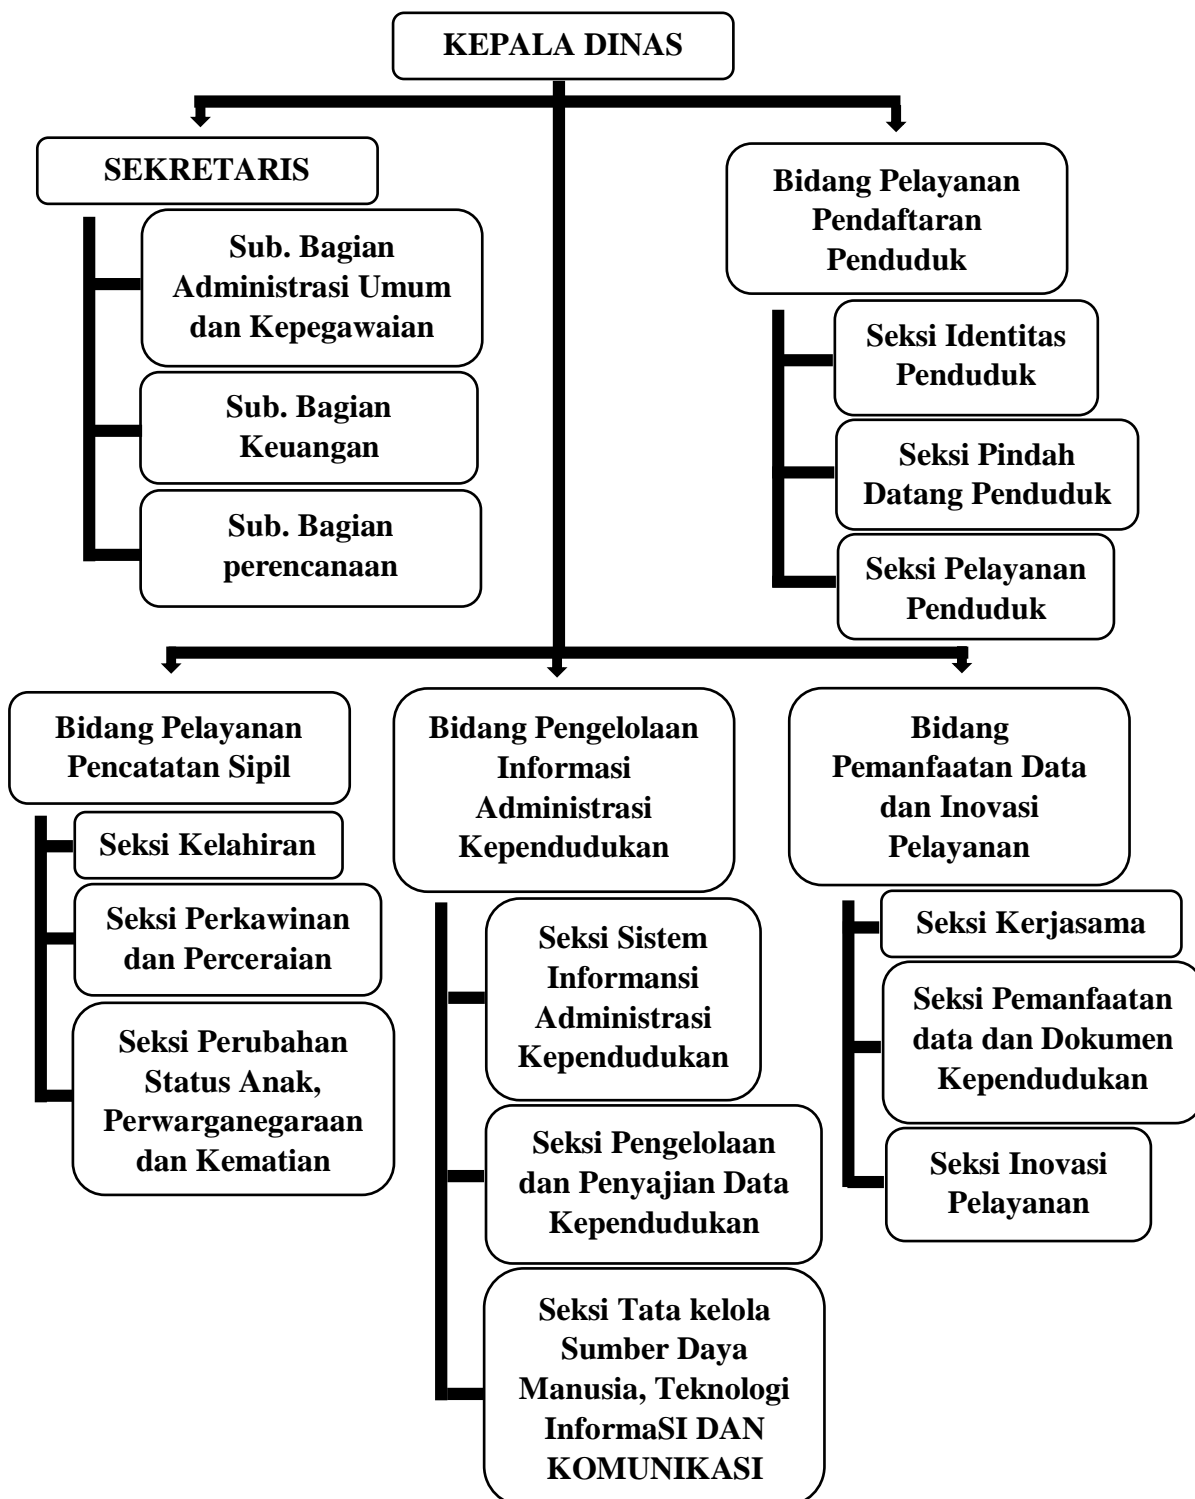 KEPALA DINAS
SEKRETARIS
Sub. Bagian
Administrasi Umum
dan Kepegawaian
Sub. Bagian
Keuangan
Sub. Bagian
perencanaan
Bidang Pelayanan
Pendaftaran
Penduduk
Seksi Identitas
Penduduk
Seksi Pindah
Datang Penduduk
Seksi Pelayanan
Penduduk
Bidang Pelayanan
Pencatatan Sipil
Seksi Kelahiran
Seksi Perkawinan
dan Perceraian
Seksi Perubahan
Status Anak,
Perwarganegaraan
dan Kematian
Bidang Pengelolaan
Informasi
Administrasi
Kependudukan
Seksi Sistem
Informansi
Administrasi
Kependudukan
Seksi Pengelolaan
dan Penyajian Data
Kependudukan
Seksi Tata kelola
Sumber Daya
Manusia, Teknologi
InformaSI DAN
KOMUNIKASI
Bidang
Pemanfaatan Data
dan Inovasi
Pelayanan
Seksi Kerjasama
Seksi Pemanfaatan
data dan Dokumen
Kependudukan
Seksi Inovasi
Pelayanan